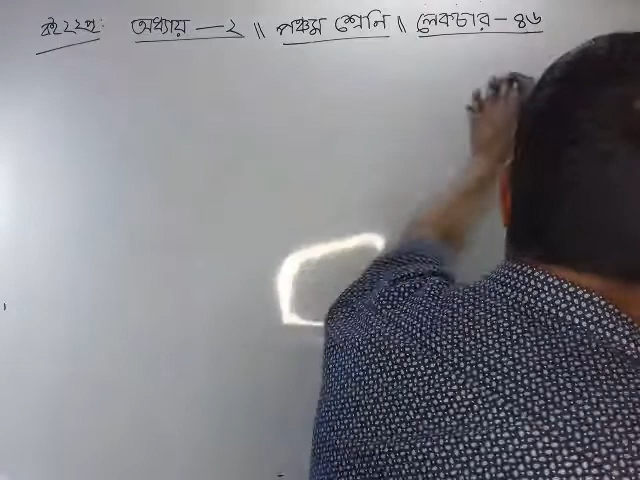 অধ্যায় — ২ || পঞ্চম শ্রেনি || লেকচার - ৪৬